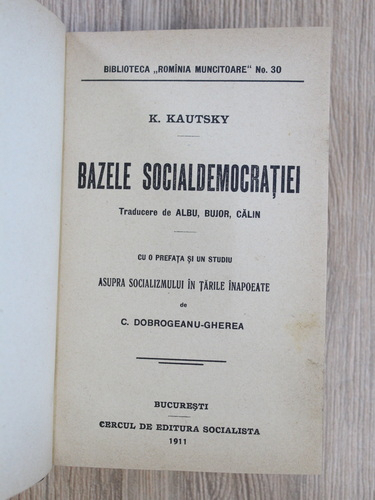 BIBLIOTECA „ROMÎNIA MUNCITOARE" No. 30
K. KAUTSKY
BAZELE SOCIALDEMOCRAȚIEI
Traducere de ALBU, BUJOR, CĂLIN
CU O PREFAȚA ȘI UN STUDIU
ASUPRA SOCIALIZMULUI ÎN ȚĂRILE ÎNAPOEATE
de
C. DOBROGEANU-GHEREA
BUCUREȘTI
CERCUL DE EDITURA SOCIALISTA
1911